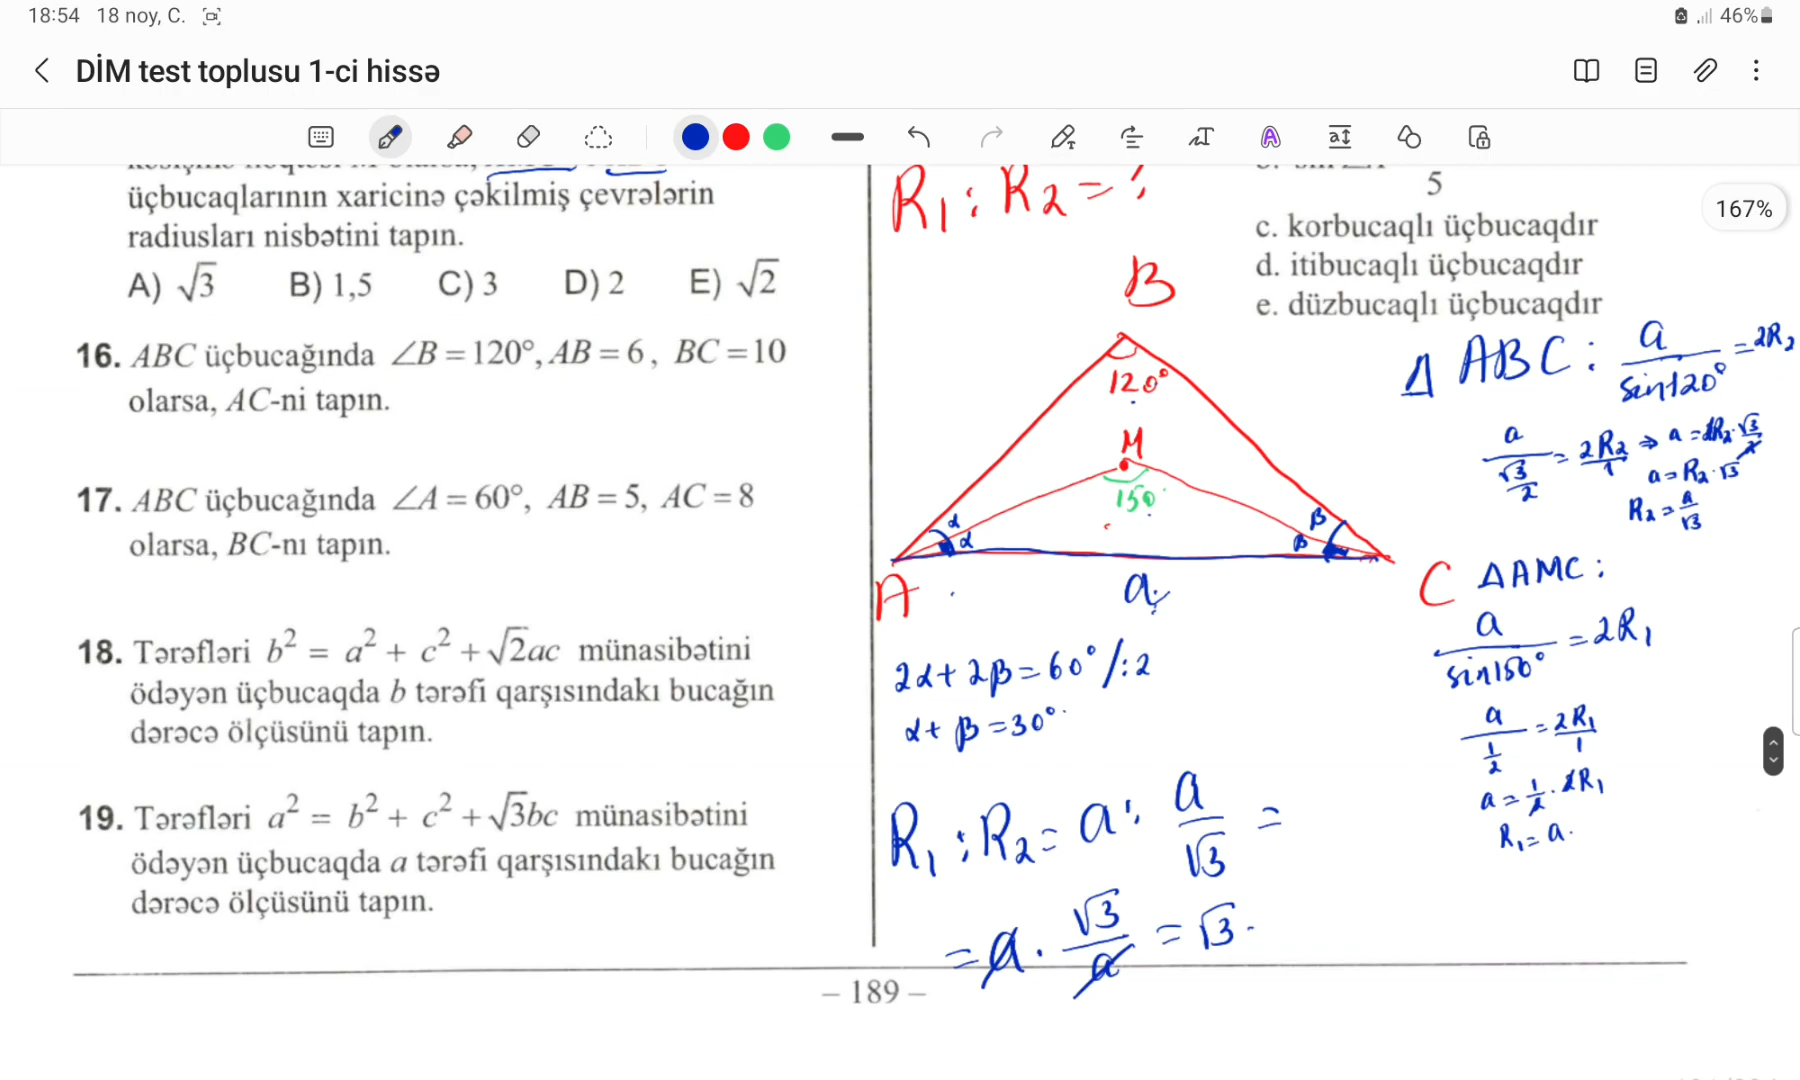 18:54 18 noy, C.
46%
DİM test toplusu 1-ci hissə
167%
üçbucaqlarının xaricinə çəkilmiş çevrələrin
radiusları nisbətini tapın.
A) √3 B) 1,5 C) 3 D) 2 E) √2
16. ABC üçbucağında ∠B = 120°, AB = 6, BC = 10
olarsa, AC-ni tapın.
17. ABC üçbucağında ∠A = 60°, AB = 5, AC = 8
olarsa, BC-nı tapın.
18. Tərəfləri b² = a² + c² + √2ac münasibətini
ödəyən üçbucaqda b tərəfi qarşısındakı bucağın
dərəcə ölçüsünü tapın.
19. Tərəfləri a² = b² + c² + √3bc münasibətini
ödəyən üçbucaqda a tərəfi qarşısındakı bucağın
dərəcə ölçüsünü tapın.
R₁ : R₂ = ?
5
c. korbucaqlı üçbucaqdır
d. itibucaqlı üçbucaqdır
e. düzbucaqlı üçbucaqdır
B
120°
M
150°
α
α
β
β
A
a
C
2α + 2β = 60° /:2
α + β = 30°
R₁ : R₂ = a : a/√3 =
= a · √3/a = √3.
Δ ABC : a/sin120° = 2R₂
a/(√3/2) = 2R₂/1 ⇒ a = 2R₂ · √3/2
a = R₂ · √3
R₂ = a/√3
Δ AMC :
a/sin150° = 2R₁
a/(1/2) = 2R₁/1
a = 1/2 · 2R₁
R₁ = a.
– 189 –